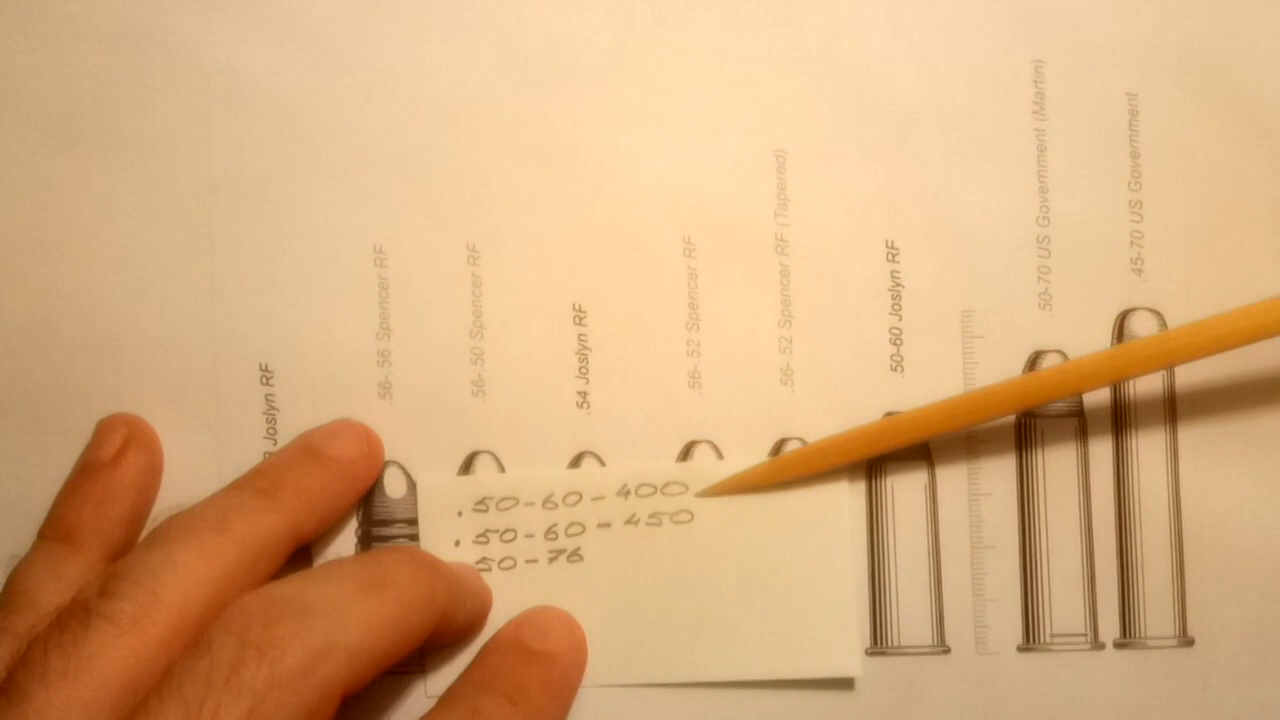 Joslyn RF
.56-.56 Spencer RF
.56-.50 Spencer RF
.54 Joslyn RF
.56-.52 Spencer RF
.56-.52 Spencer RF (Tapered)
.50-60 Joslyn RF
.50-70 US Government (Martin)
.45-70 US Government
.50-60-400
.50-60-450
50-76